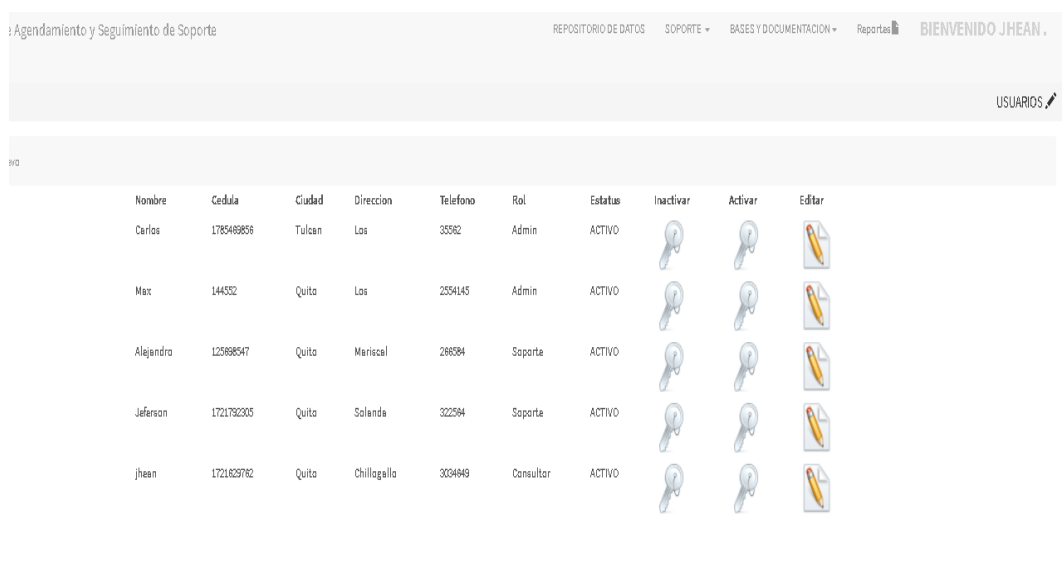 e Agendamiento y Seguimiento de Soporte REPOSITORIO DE DATOS SOPORTE BASES Y DOCUMENTACION Reportes BIENVENIDO JHEAN .
USUARIOS
Nombre Cedula Ciudad Direccion Telefono Rol Estatus Inactivar Activar Editar
Carlos 1785469856 Tulcan Los 35562 Admin ACTIVO
Max 144552 Quito Los 2554145 Admin ACTIVO
Alejandro 125698547 Quito Mariscal 266584 Soporte ACTIVO
Jeferson 1721792305 Quito Solanda 322564 Soporte ACTIVO
jhean 1721629762 Quito Chillogallo 3034649 Consultor ACTIVO